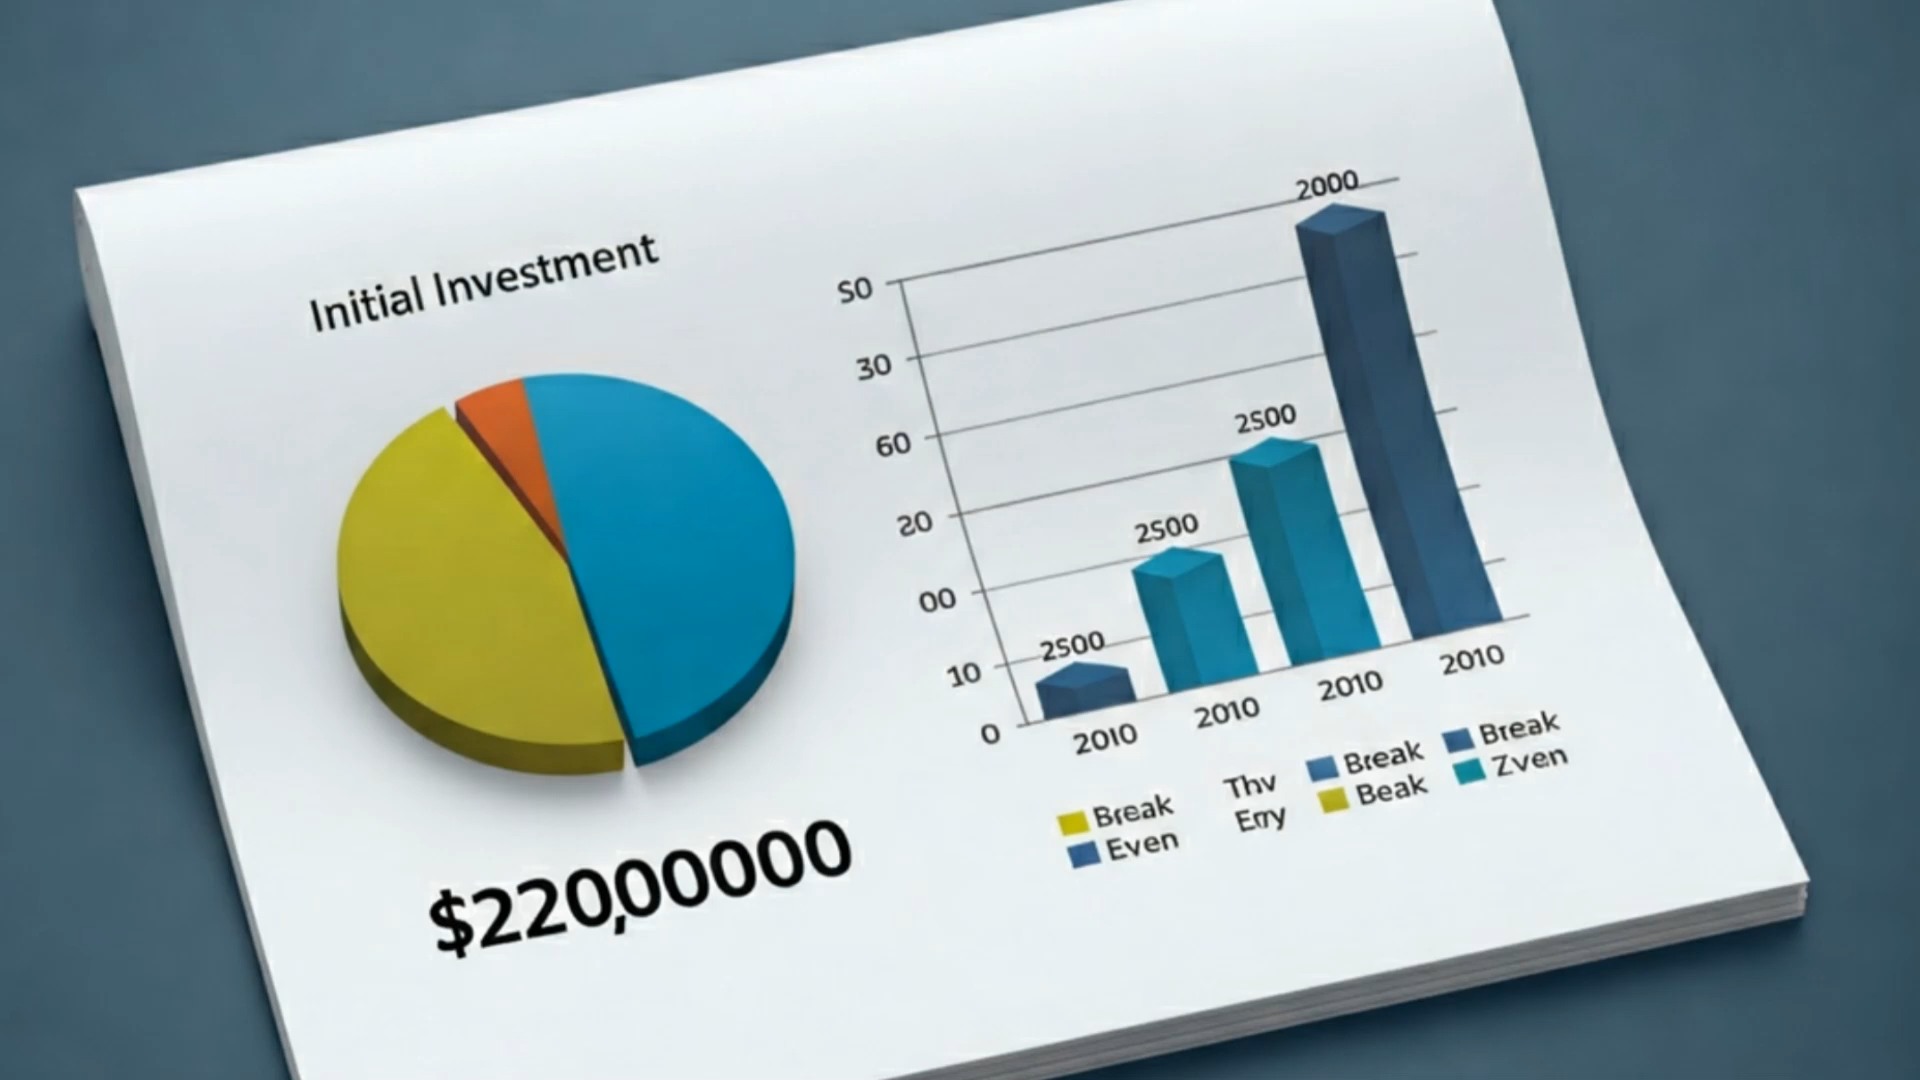 Initial Investment
$220,00000
2000
50
30
60
2500
20
2500
00
2500
10
0
2010
2010
2010
2010
Break
Even
Thv
Erry
Break
Beak
Break
Zven